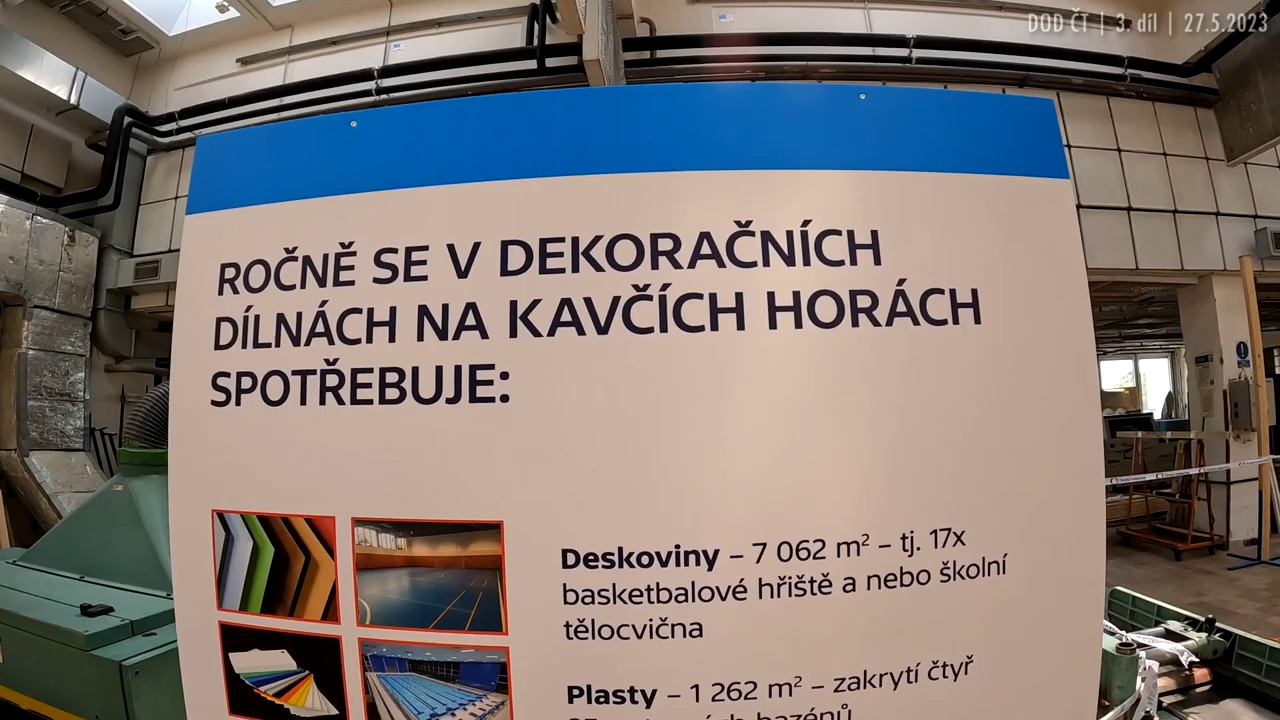 DOD ČT | 3. díl | 27.5.2023
ROČNĚ SE V DEKORAČNÍCH
DÍLNÁCH NA KAVČÍCH HORÁCH
SPOTŘEBUJE:
Deskoviny – 7 062 m² – tj. 17x
basketbalové hřiště a nebo školní
tělocvična
Plasty – 1 262 m² – zakrytí čtyř
bazénů